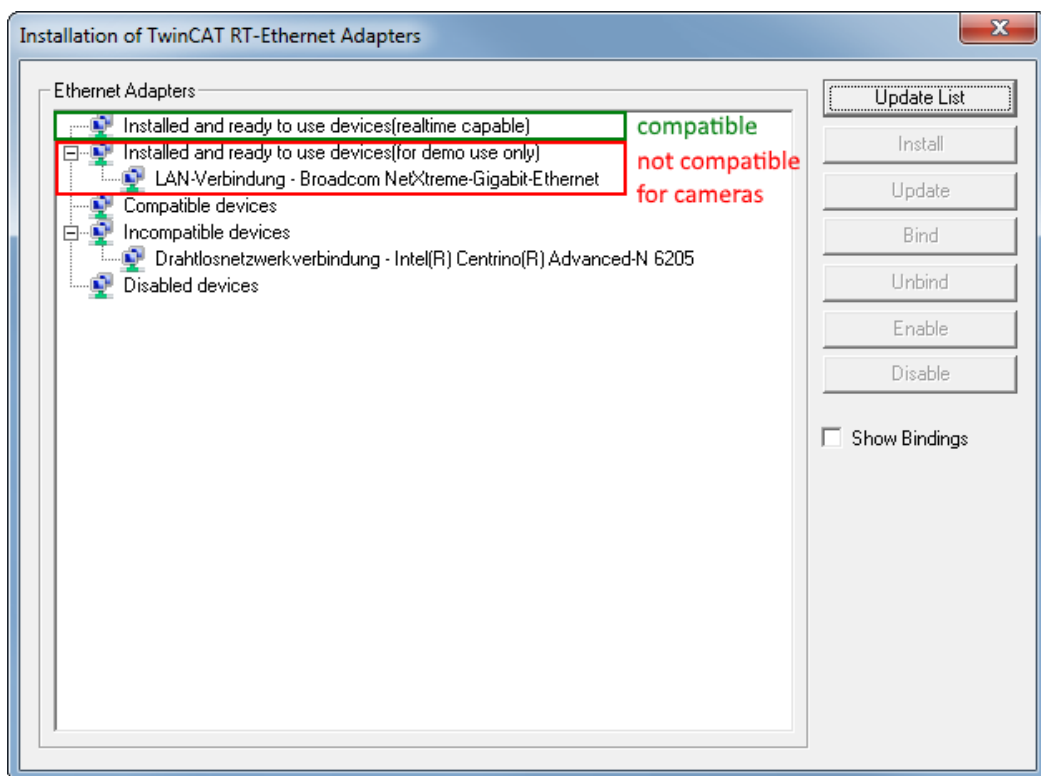 Installation of TwinCAT RT-Ethernet Adapters
x
Ethernet Adapters
Installed and ready to use devices(realtime capable)
compatible
Installed and ready to use devices(for demo use only)
not compatible
LAN-Verbindung - Broadcom NetXtreme-Gigabit-Ethernet
for cameras
Compatible devices
Incompatible devices
Drahtlosnetzwerkverbindung - Intel(R) Centrino(R) Advanced-N 6205
Disabled devices
Update List
Install
Update
Bind
Unbind
Enable
Disable
Show Bindings